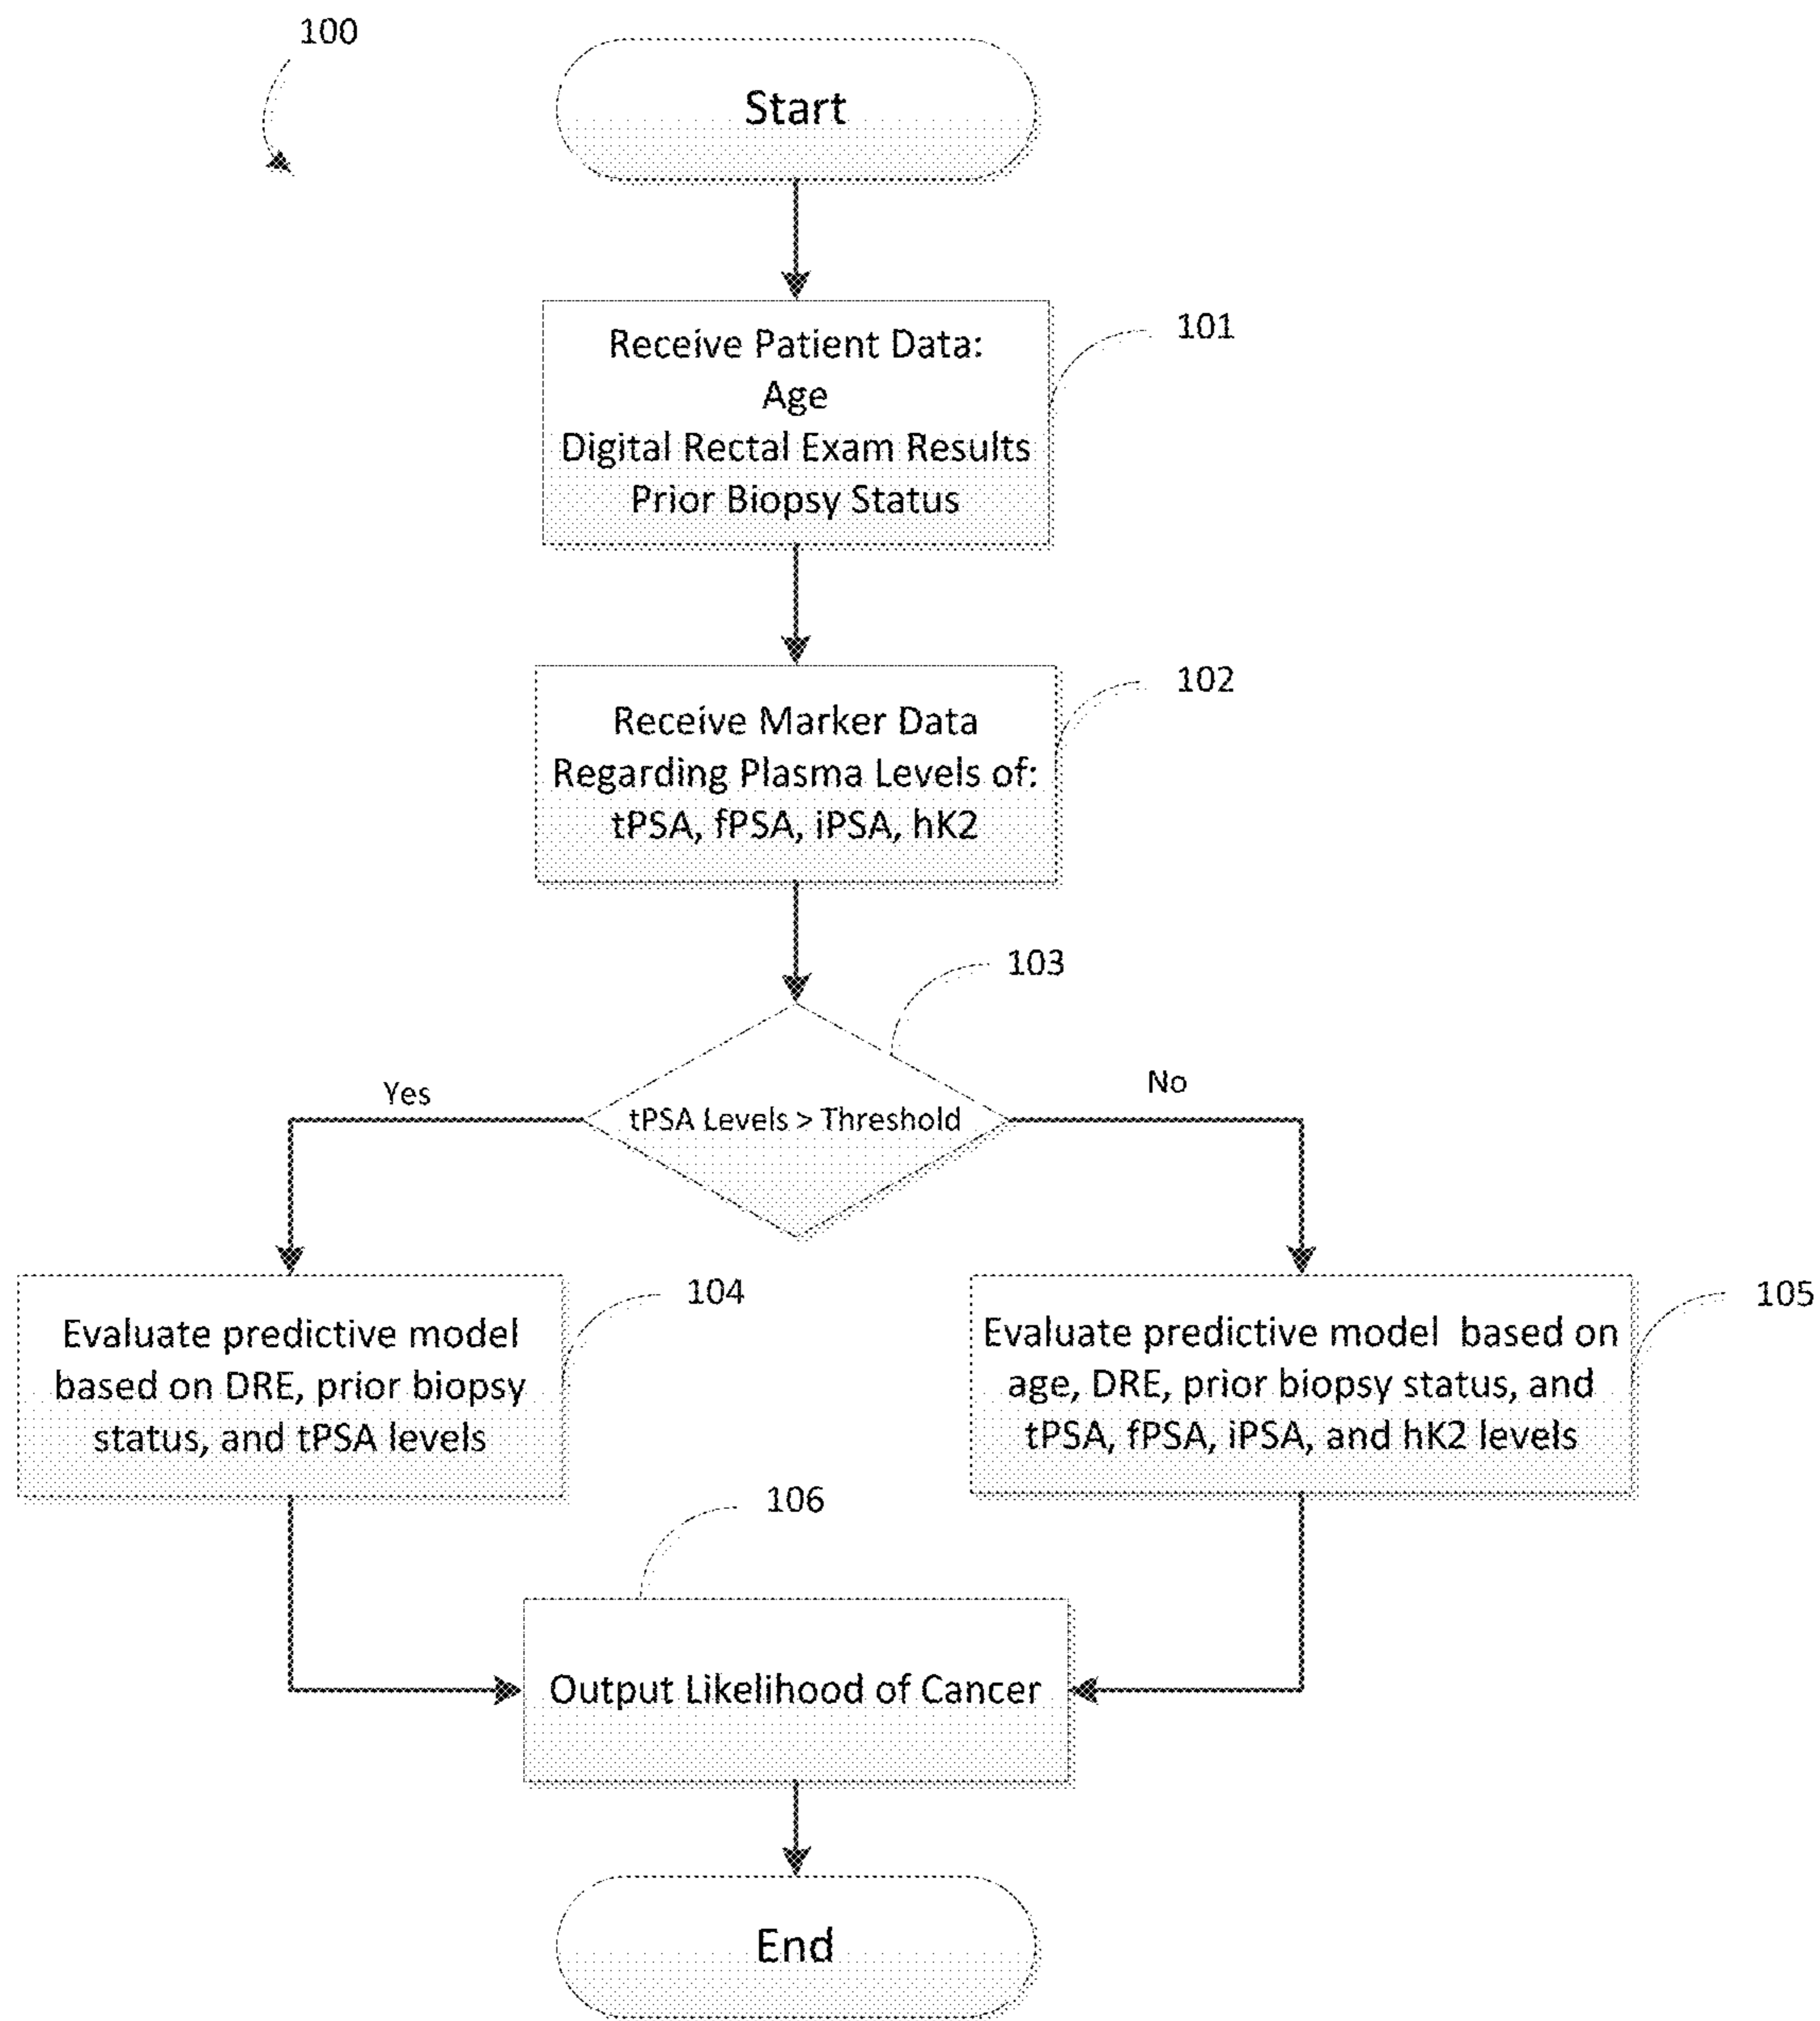 100
Start
Receive Patient Data:
Age
Digital Rectal Exam Results
Prior Biopsy Status
101
Receive Marker Data
Regarding Plasma Levels of:
tPSA, fPSA, iPSA, hK2
102
103
tPSA Levels > Threshold
Yes
No
Evaluate predictive model
based on DRE, prior biopsy
status, and tPSA levels
104
Evaluate predictive model based on
age, DRE, prior biopsy status, and
tPSA, fPSA, iPSA, and hK2 levels
105
106
Output Likelihood of Cancer
End